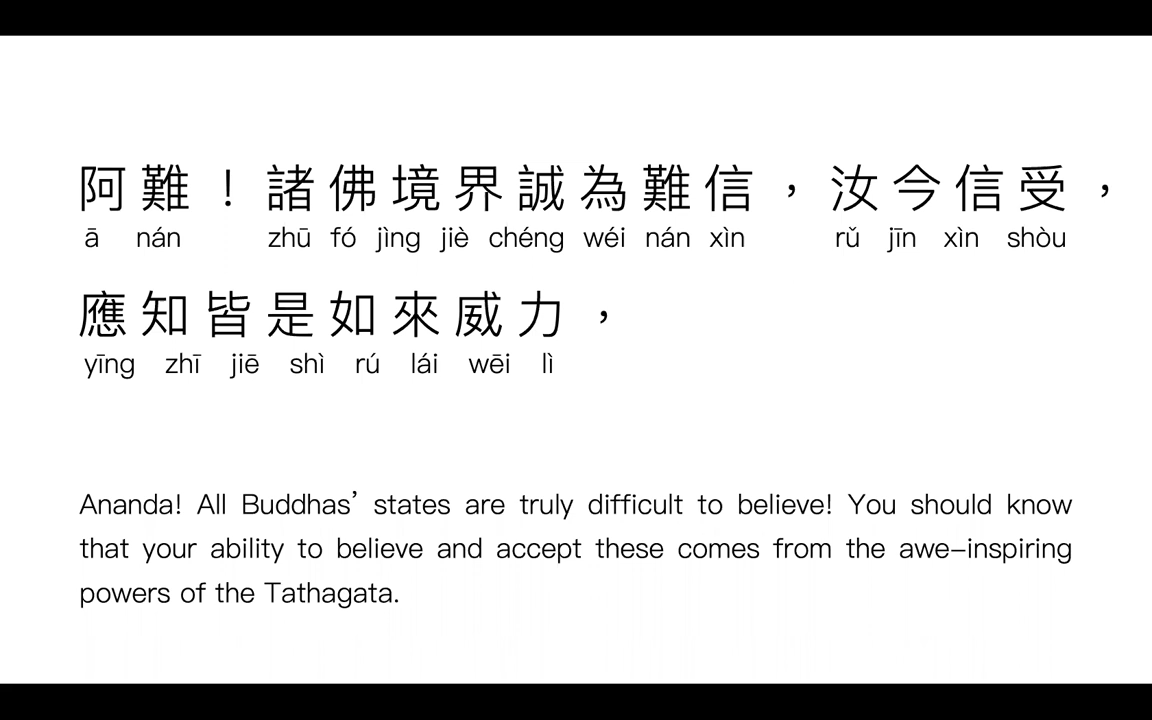 阿難！諸佛境界誠為難信，汝今信受，
ā nán zhū fó jìng jiè chéng wéi nán xìn rǔ jīn xìn shòu
應知皆是如來威力，
yīng zhī jiē shì rú lái wēi lì
Ananda! All Buddhas’ states are truly difficult to believe! You should know
that your ability to believe and accept these comes from the awe–inspiring
powers of the Tathagata.